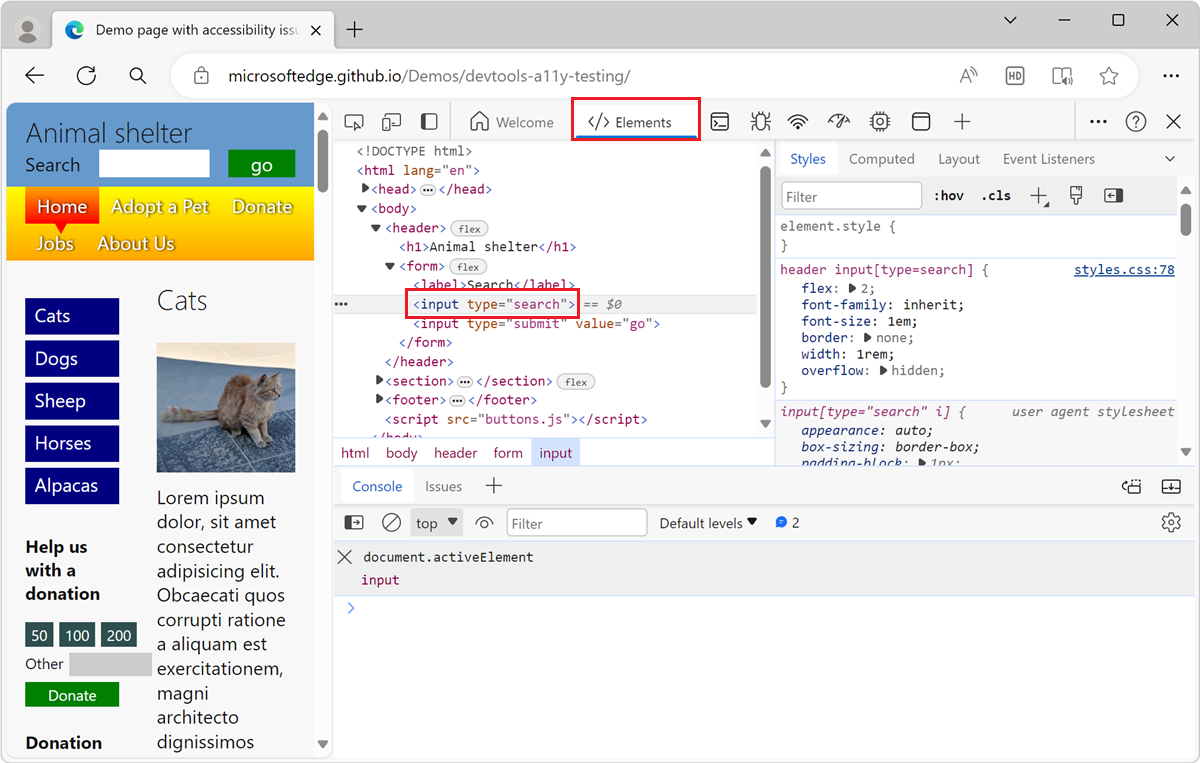 Demo page with accessibility issu
microsoftedge.github.io/Demos/devtools-a11y-testing/
A
HD
Animal shelter
Search
go
Home
Adopt a Pet
Donate
Jobs
About Us
Cats
Dogs
Sheep
Horses
Alpacas
Help us
with a
donation
50 100 200
Other
Donate
Donation
Cats
Lorem ipsum
dolor, sit amet
consectetur
adipisicing elit.
Obcaecati quos
corrupti ratione
a aliquam est
exercitationem,
magni
architecto
dignissimos
Welcome
</> Elements
<!DOCTYPE html>
<html lang="en">
<head> ... </head>
<body>
<header> flex
<h1>Animal shelter</h1>
<form> flex
<label>Search</label>
... <input type="search"> == $0
<input type="submit" value="go">
</form>
</header>
<section> ... </section> flex
<footer> ... </footer>
<script src="buttons.js"></script>
</body>
html body header form input
Styles Computed Layout Event Listeners
Filter :hov .cls
element.style {
}
header input[type=search] { styles.css:78
flex: 2;
font-family: inherit;
font-size: 1em;
border: none;
width: 1rem;
overflow: hidden;
}
input[type="search" i] { user agent stylesheet
appearance: auto;
box-sizing: border-box;
padding-block: 1px;
Console Issues
top Filter Default levels 2
document.activeElement
input